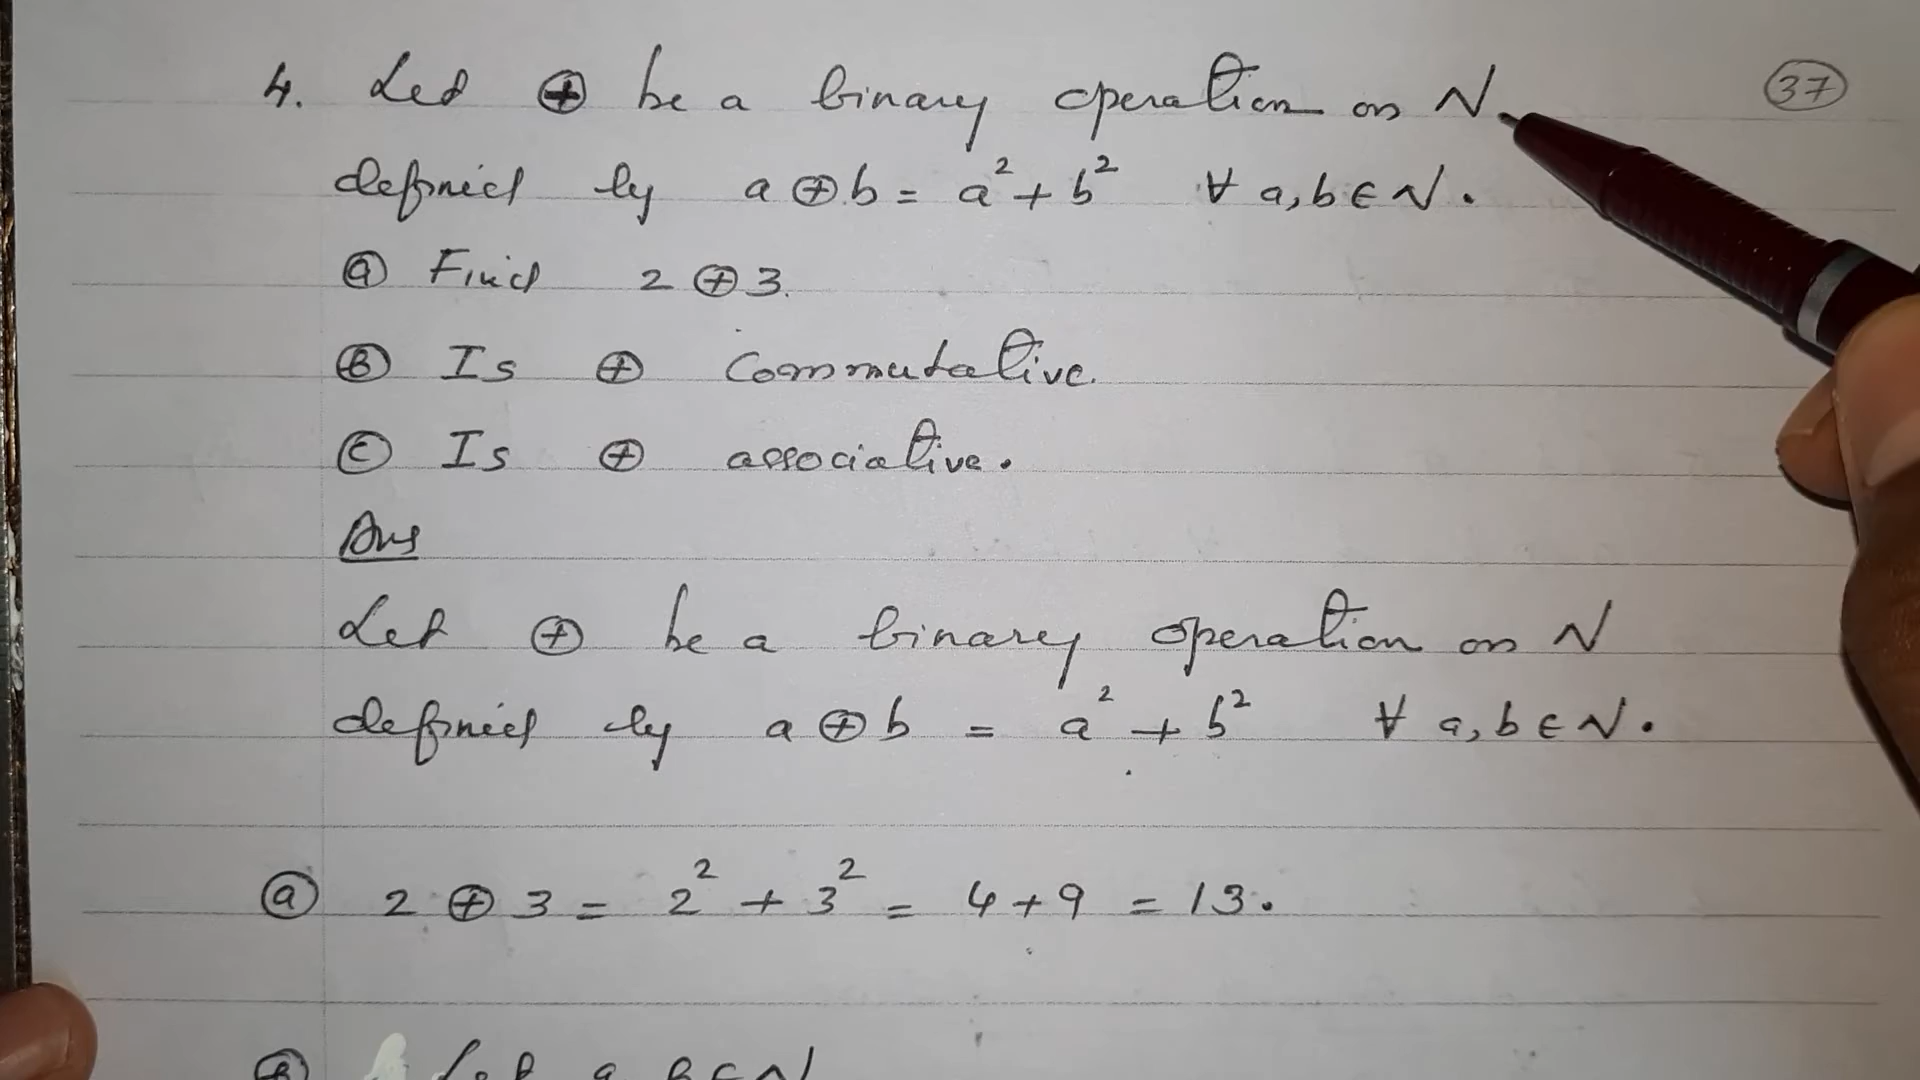 4. Let ⊕ be a binary operation on N. 37
defined by a ⊕ b = a² + b² ∀ a, b ∈ N.
ⓐ Find 2 ⊕ 3.
Ⓑ Is ⊕ Commutative.
Ⓒ Is ⊕ associative.
Ans
Let ⊕ be a binary operation on N
defined by a ⊕ b = a² + b² ∀ a, b ∈ N.
ⓐ 2 ⊕ 3 = 2² + 3² = 4 + 9 = 13.
Ⓑ Let a, b ∈ N